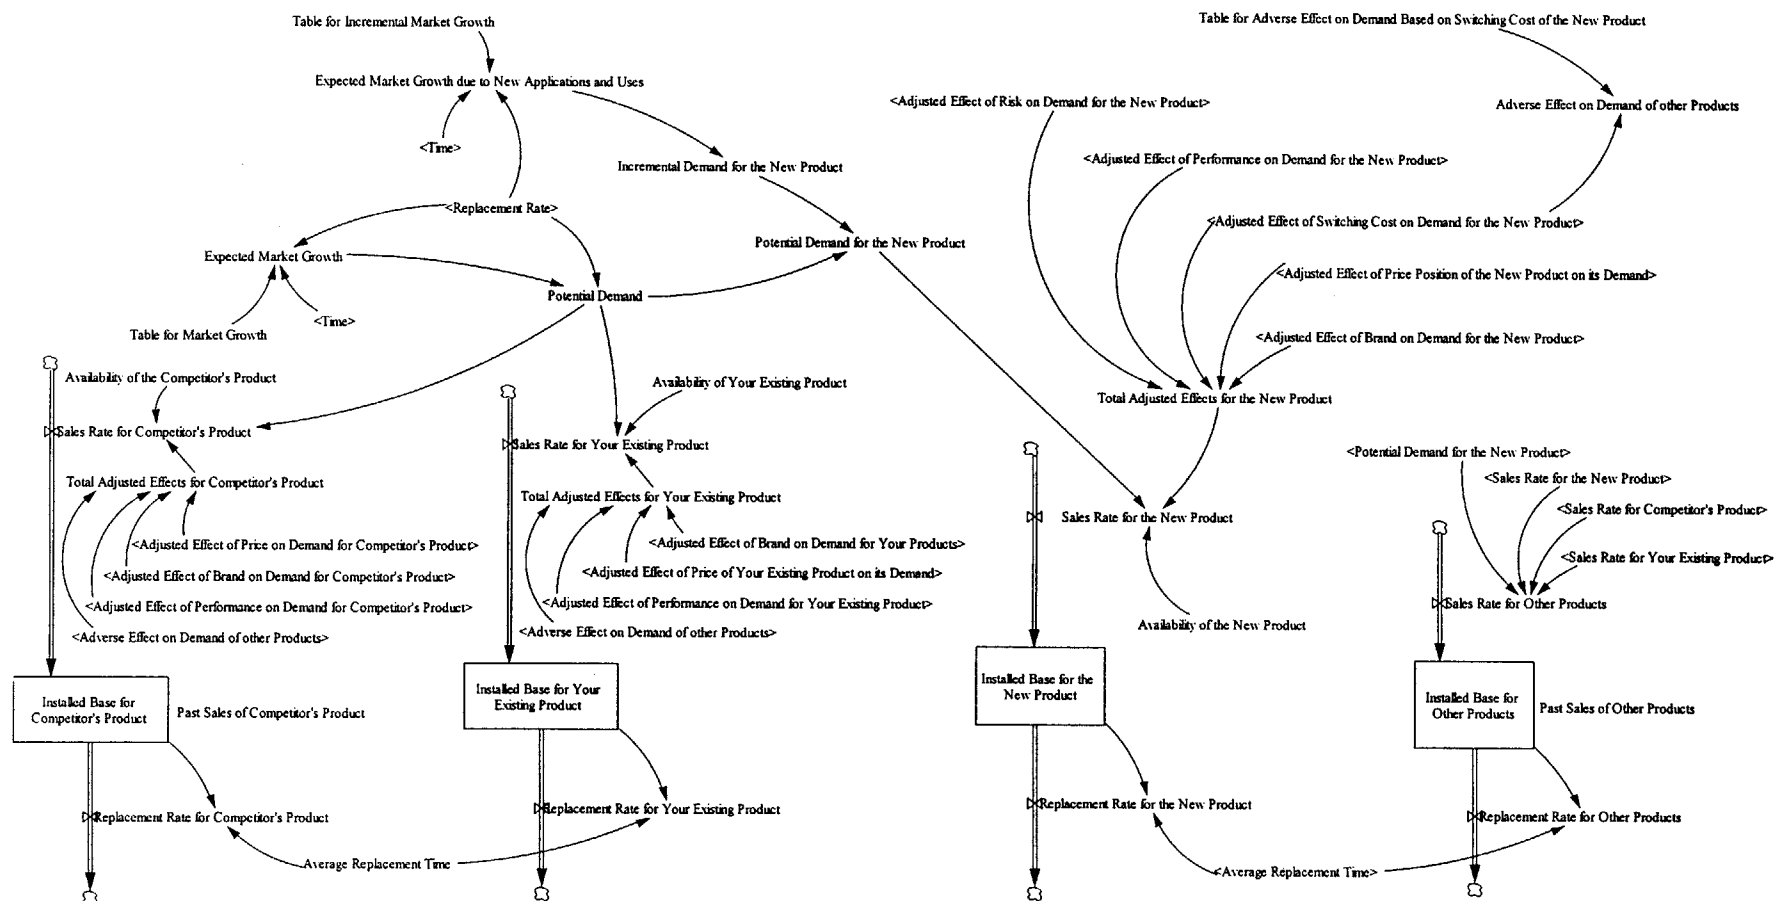 Table for Incremental Market Growth
Table for Adverse Effect on Demand Based on Switching Cost of the New Product
Expected Market Growth due to New Applications and Uses
<Adjusted Effect of Risk on Demand for the New Product>
Adverse Effect on Demand of other Products
<Time>
<Adjusted Effect of Performance on Demand for the New Product>
Incremental Demand for the New Product
<Replacement Rate>
<Adjusted Effect of Switching Cost on Demand for the New Product>
Potential Demand for the New Product
Expected Market Growth
<Adjusted Effect of Price Position of the New Product on its Demand>
Potential Demand
<Time>
Table for Market Growth
<Adjusted Effect of Brand on Demand for the New Product>
Availability of the Competitor's Product
Availability of Your Existing Product
Total Adjusted Effects for the New Product
Sales Rate for Competitor's Product
Sales Rate for Your Existing Product
<Potential Demand for the New Product>
<Sales Rate for the New Product>
Total Adjusted Effects for Competitor's Product
Total Adjusted Effects for Your Existing Product
<Sales Rate for Competitor's Product>
Sales Rate for the New Product
<Adjusted Effect of Price on Demand for Competitor's Product>
<Adjusted Effect of Brand on Demand for Your Products>
<Sales Rate for Your Existing Product>
<Adjusted Effect of Brand on Demand for Competitor's Product>
<Adjusted Effect of Price of Your Existing Product on its Demand>
<Adjusted Effect of Performance on Demand for Competitor's Product>
<Adjusted Effect of Performance on Demand for Your Existing Product>
Sales Rate for Other Products
<Adverse Effect on Demand of other Products>
<Adverse Effect on Demand of other Products>
Availability of the New Product
Installed Base for
Competitor's Product
Past Sales of Competitor's Product
Installed Base for Your
Existing Product
Installed Base for the
New Product
Installed Base for
Other Products
Past Sales of Other Products
Replacement Rate for Competitor's Product
Replacement Rate for Your Existing Product
Replacement Rate for the New Product
Replacement Rate for Other Products
Average Replacement Time
<Average Replacement Time>